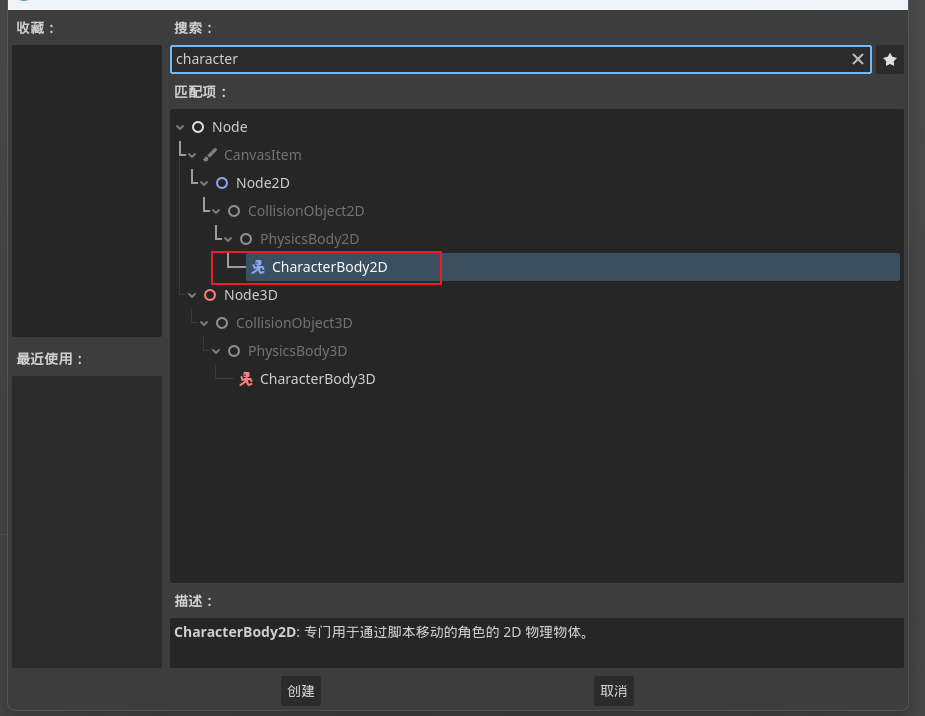 收藏：
搜索：
character
匹配项：
Node
CanvasItem
Node2D
CollisionObject2D
PhysicsBody2D
CharacterBody2D
Node3D
CollisionObject3D
PhysicsBody3D
CharacterBody3D
最近使用：
描述：
CharacterBody2D: 专门用于通过脚本移动的角色的 2D 物理物体。
创建
取消